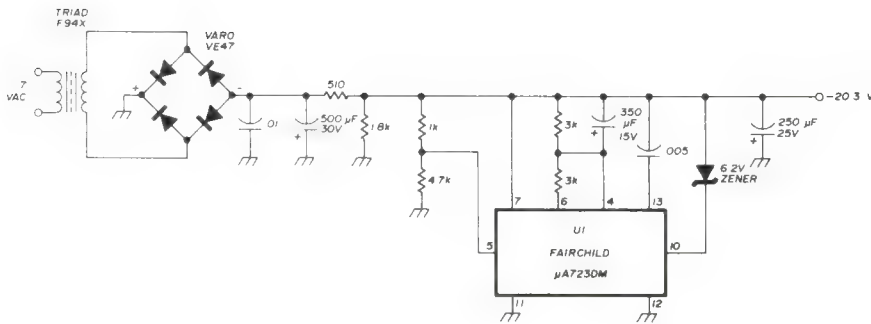 TRIAD
F94X
VARO
VE47
7
VAC
+
-
01
500 µF
30V
+
510
1.8k
1k
4.7k
3k
3k
350
µF
15V
+
005
6.2V
ZENER
250 µF
25V
+
-20 3 V
7
6
4
13
5
U1
FAIRCHILD
µA723DM
10
11
12